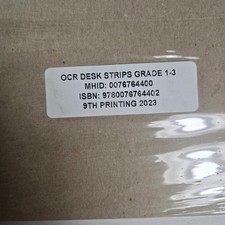 OCR DESK STRIPS GRADE 1-3
MHID: 0076764400
ISBN: 9780076764402
9TH PRINTING 2023